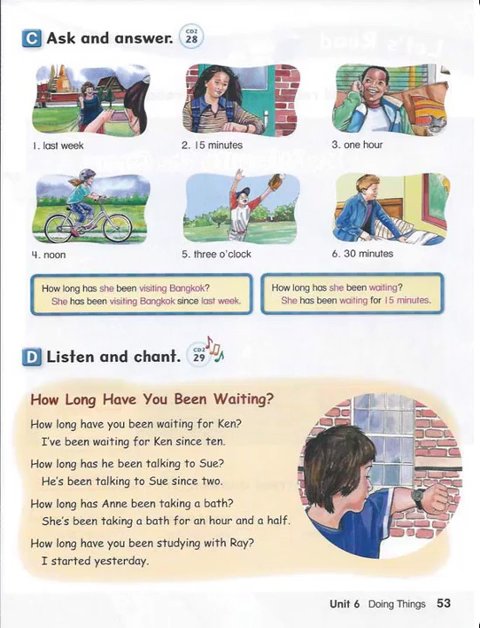 C Ask and answer. CD2 28
1. last week
2. 15 minutes
3. one hour
4. noon
5. three o'clock
6. 30 minutes
How long has she been visiting Bangkok?
She has been visiting Bangkok since last week.
How long has she been waiting?
She has been waiting for 15 minutes.
D Listen and chant. CD2 29
How Long Have You Been Waiting?
How long have you been waiting for Ken?
I've been waiting for Ken since ten.
How long has he been talking to Sue?
He's been talking to Sue since two.
How long has Anne been taking a bath?
She's been taking a bath for an hour and a half.
How long have you been studying with Ray?
I started yesterday.
Unit 6 Doing Things 53